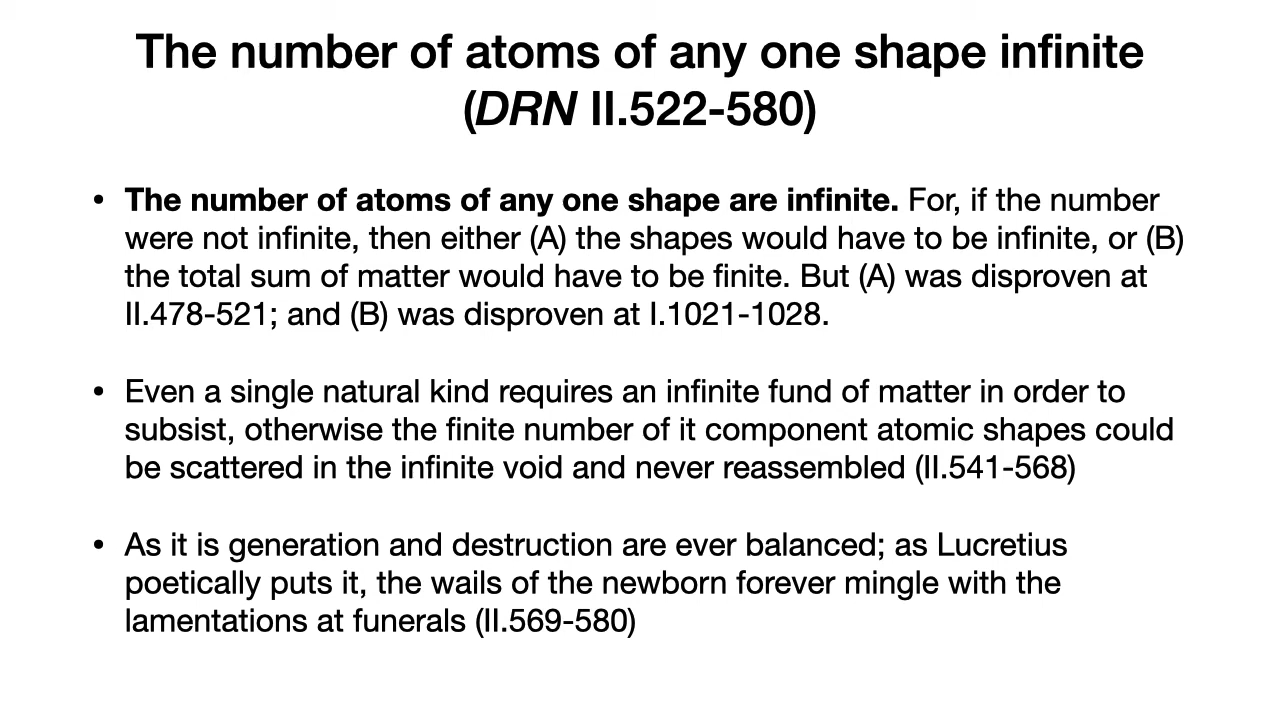 The number of atoms of any one shape infinite
(DRN II.522-580)
• The number of atoms of any one shape are infinite. For, if the number
were not infinite, then either (A) the shapes would have to be infinite, or (B)
the total sum of matter would have to be finite. But (A) was disproven at
II.478-521; and (B) was disproven at I.1021-1028.
• Even a single natural kind requires an infinite fund of matter in order to
subsist, otherwise the finite number of it component atomic shapes could
be scattered in the infinite void and never reassembled (II.541-568)
• As it is generation and destruction are ever balanced; as Lucretius
poetically puts it, the wails of the newborn forever mingle with the
lamentations at funerals (II.569-580)